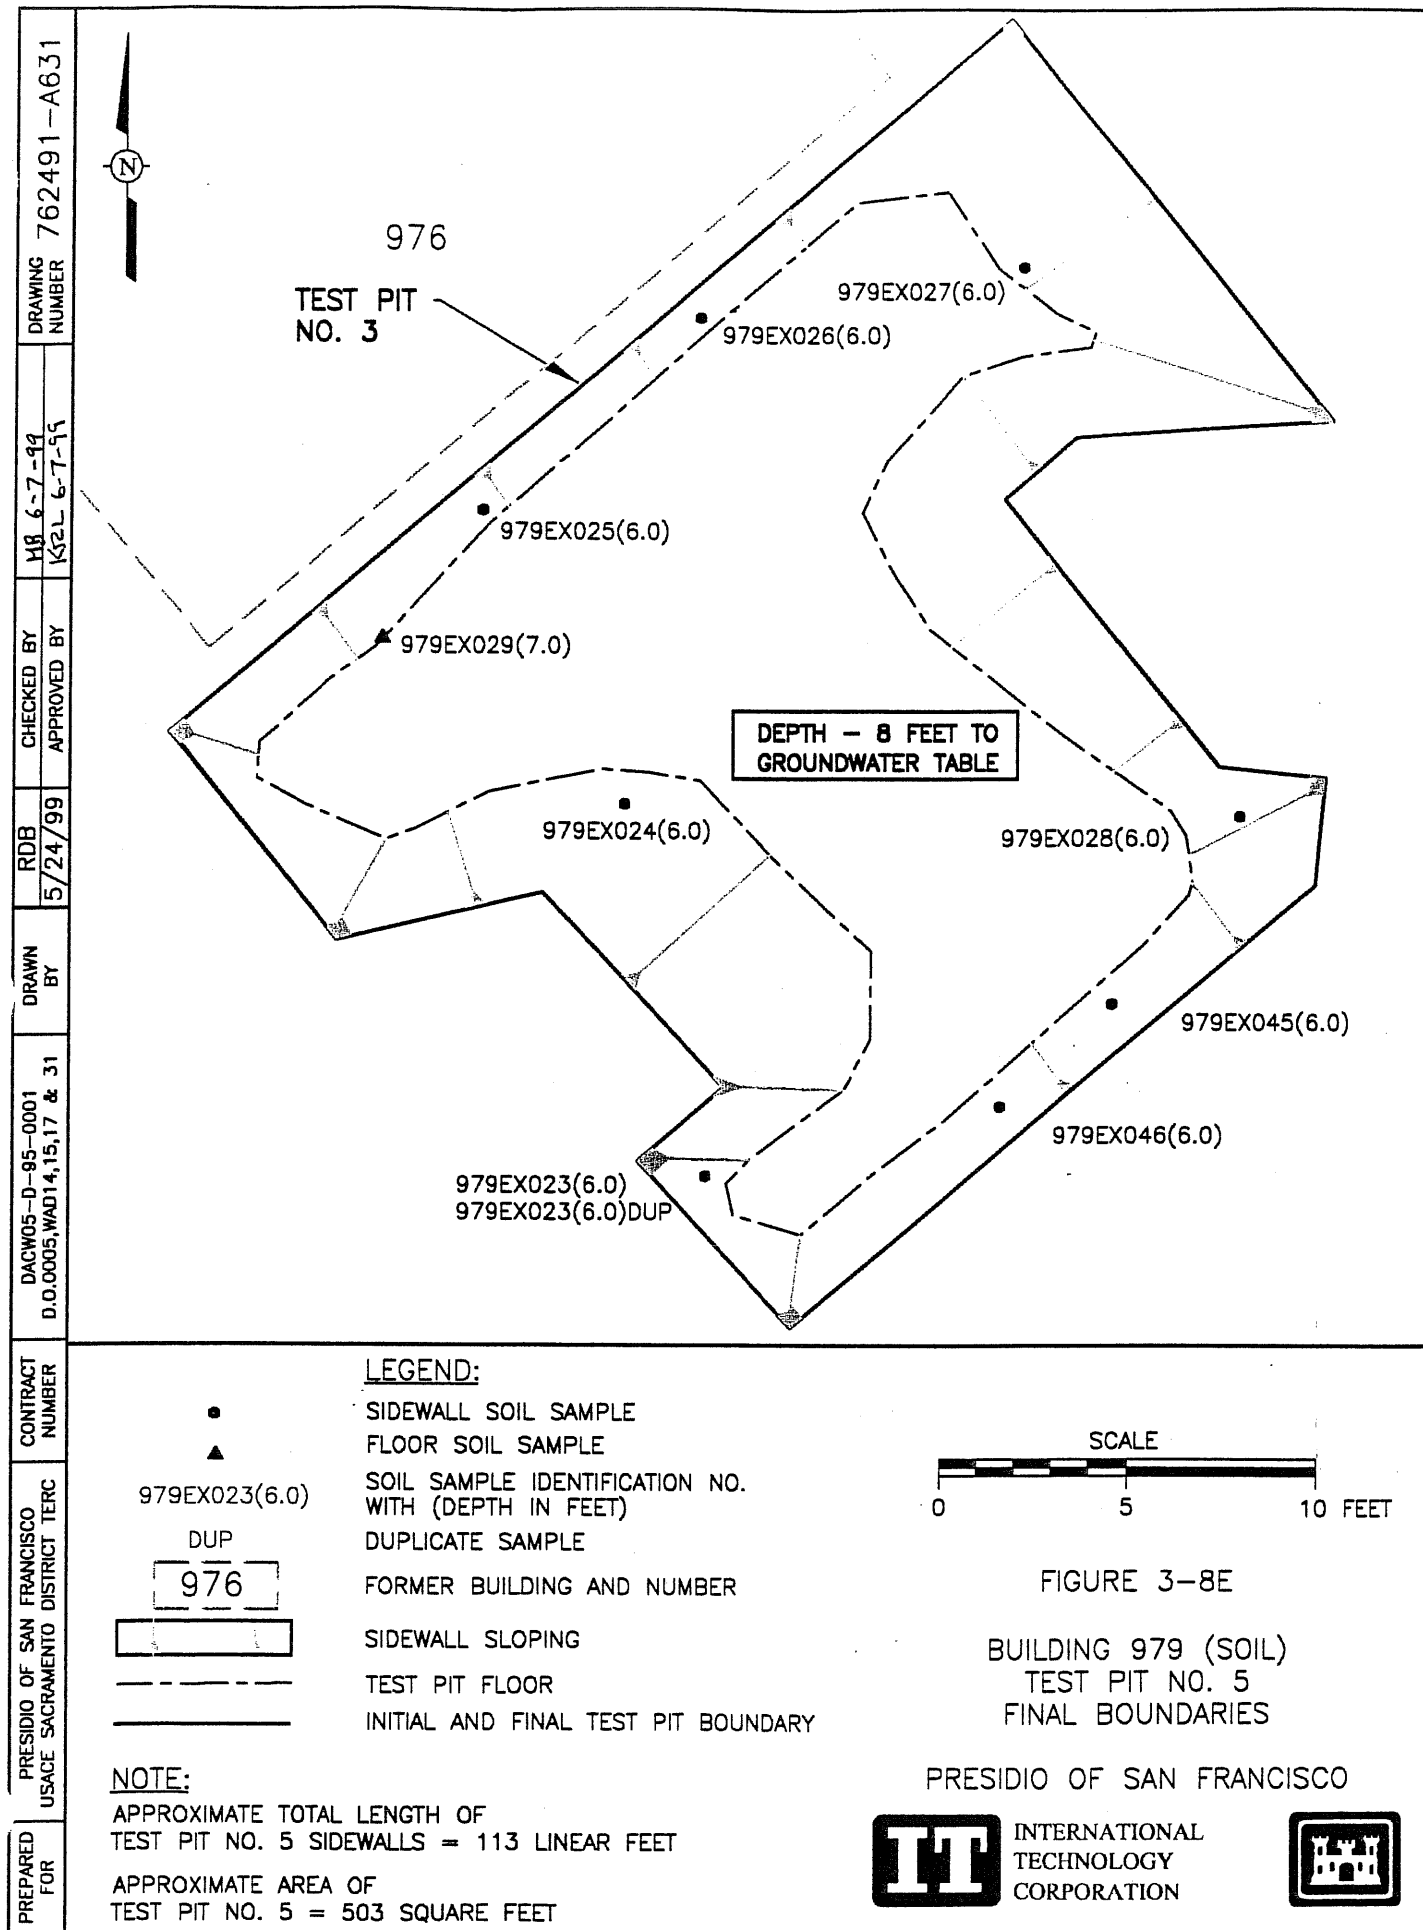 DRAWING NUMBER 762491-A631
CHECKED BY MB 6-7-99
APPROVED BY 6-7-99
RDB
5/24/99
DRAWN BY
DACW05-D-95-0001
D.O.0005,WAD14,15,17 & 31
CONTRACT NUMBER
PRESIDIO OF SAN FRANCISCO
USACE SACRAMENTO DISTRICT TERC
PREPARED FOR
N
976
TEST PIT
NO. 3
979EX027(6.0)
979EX026(6.0)
979EX025(6.0)
979EX029(7.0)
DEPTH - 8 FEET TO
GROUNDWATER TABLE
979EX024(6.0)
979EX028(6.0)
979EX045(6.0)
979EX046(6.0)
979EX023(6.0)
979EX023(6.0)DUP
LEGEND:
SIDEWALL SOIL SAMPLE
FLOOR SOIL SAMPLE
979EX023(6.0)
SOIL SAMPLE IDENTIFICATION NO.
WITH (DEPTH IN FEET)
DUP
DUPLICATE SAMPLE
976
FORMER BUILDING AND NUMBER
SIDEWALL SLOPING
TEST PIT FLOOR
INITIAL AND FINAL TEST PIT BOUNDARY
NOTE:
APPROXIMATE TOTAL LENGTH OF
TEST PIT NO. 5 SIDEWALLS = 113 LINEAR FEET
APPROXIMATE AREA OF
TEST PIT NO. 5 = 503 SQUARE FEET
SCALE
0 5 10 FEET
FIGURE 3-8E
BUILDING 979 (SOIL)
TEST PIT NO. 5
FINAL BOUNDARIES
PRESIDIO OF SAN FRANCISCO
IT
INTERNATIONAL
TECHNOLOGY
CORPORATION